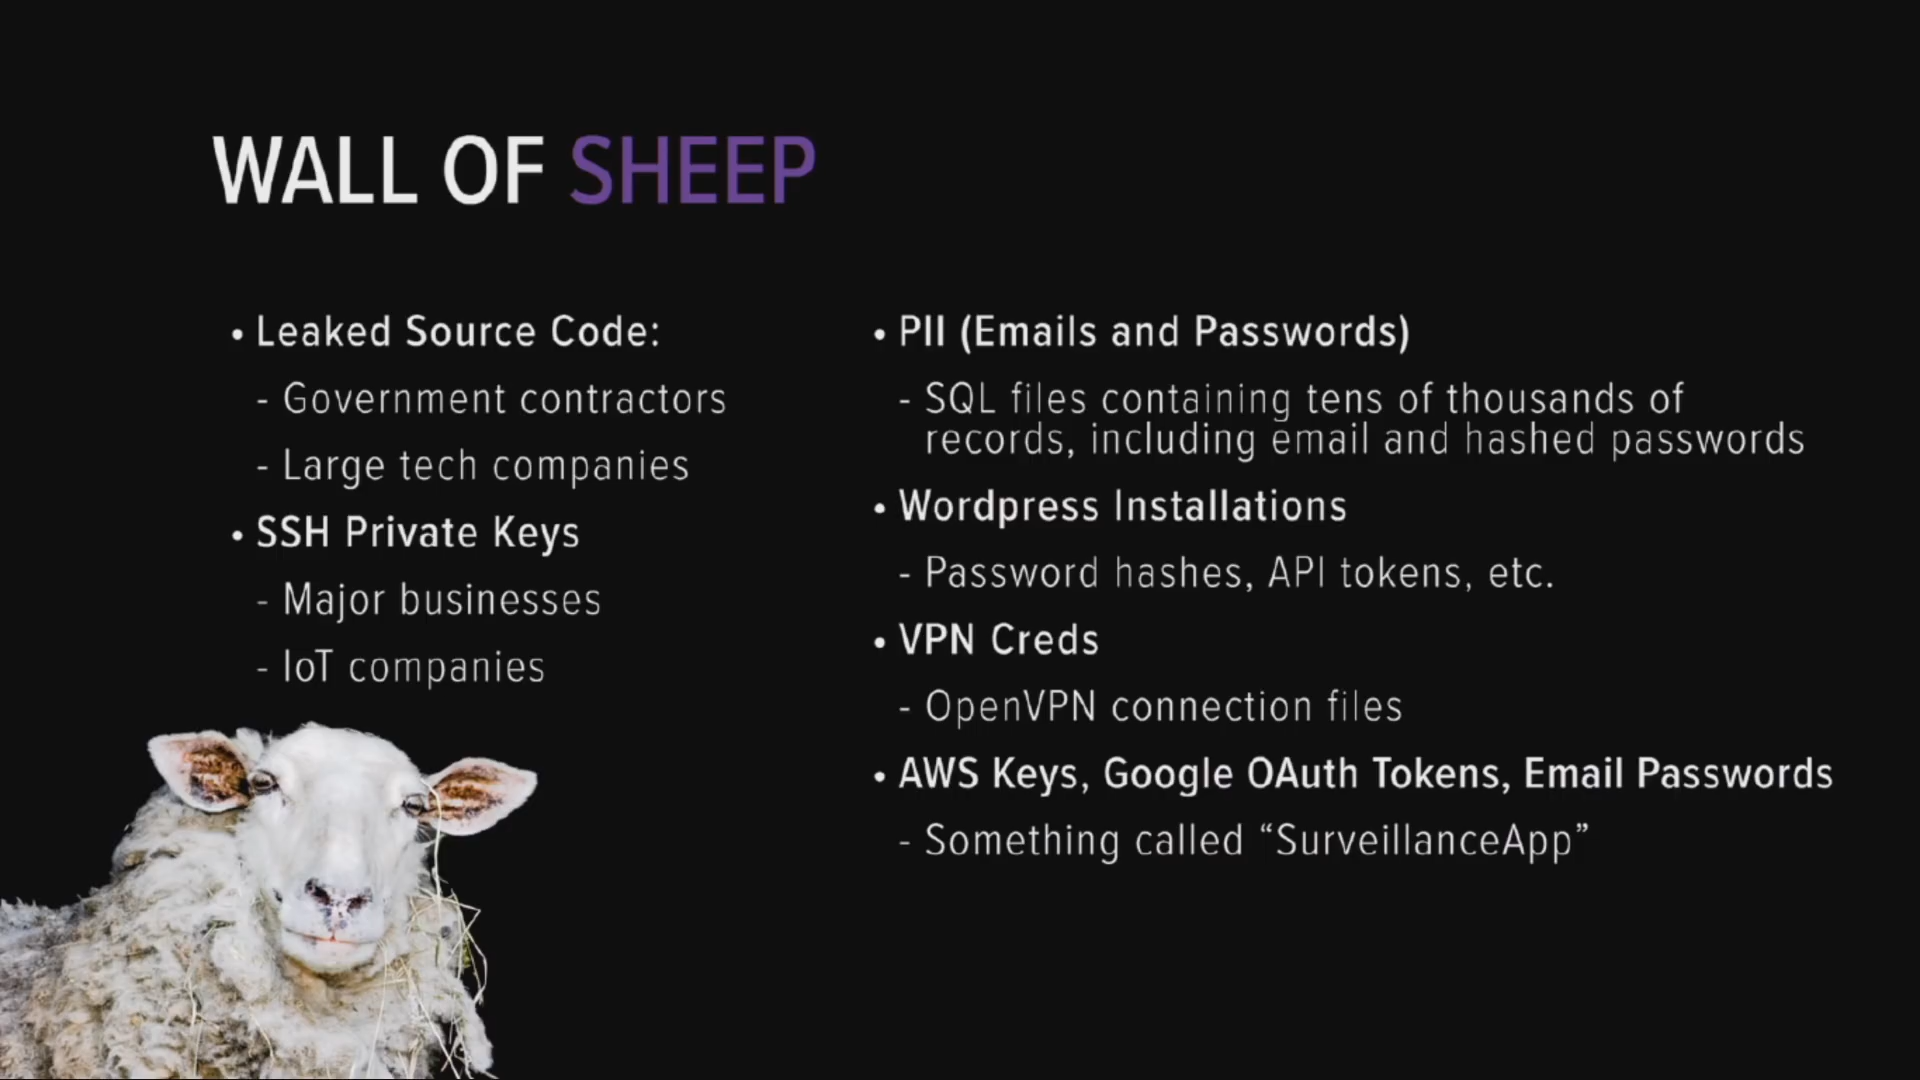 WALL OF SHEEP
• Leaked Source Code:
- Government contractors
- Large tech companies
• SSH Private Keys
- Major businesses
- IoT companies
• PII (Emails and Passwords)
- SQL files containing tens of thousands of
records, including email and hashed passwords
• Wordpress Installations
- Password hashes, API tokens, etc.
• VPN Creds
- OpenVPN connection files
• AWS Keys, Google OAuth Tokens, Email Passwords
- Something called “SurveillanceApp”